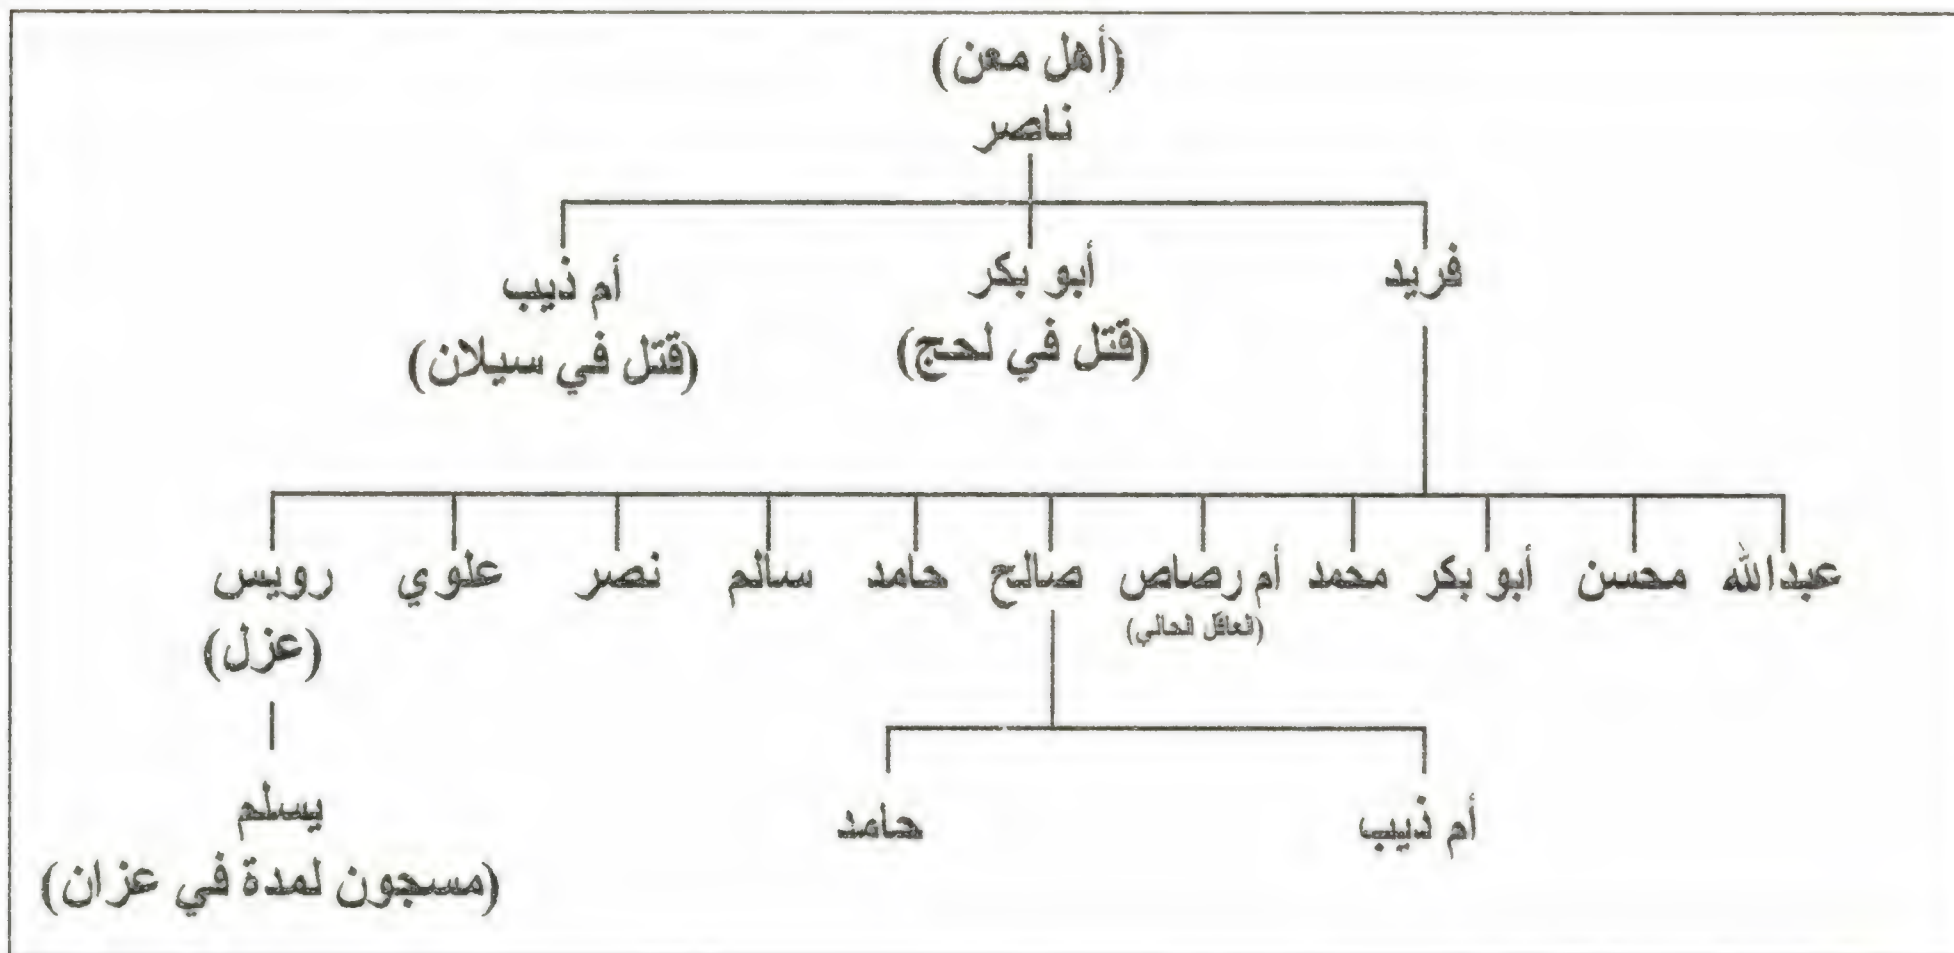 (أهل معن)
ناصر
فريد
أبو بكر
(قتل في لحج)
أم ذيب
(قتل في سيلان)
عبدالله
محسن
أبو بكر
محمد
أم رصاص
(العاقل الحالي)
صالح
حامد
سالم
نصر
علوي
رويس
(عزل)
أم ذيب
حامد
يسلم
(مسجون لمدة في عزان)